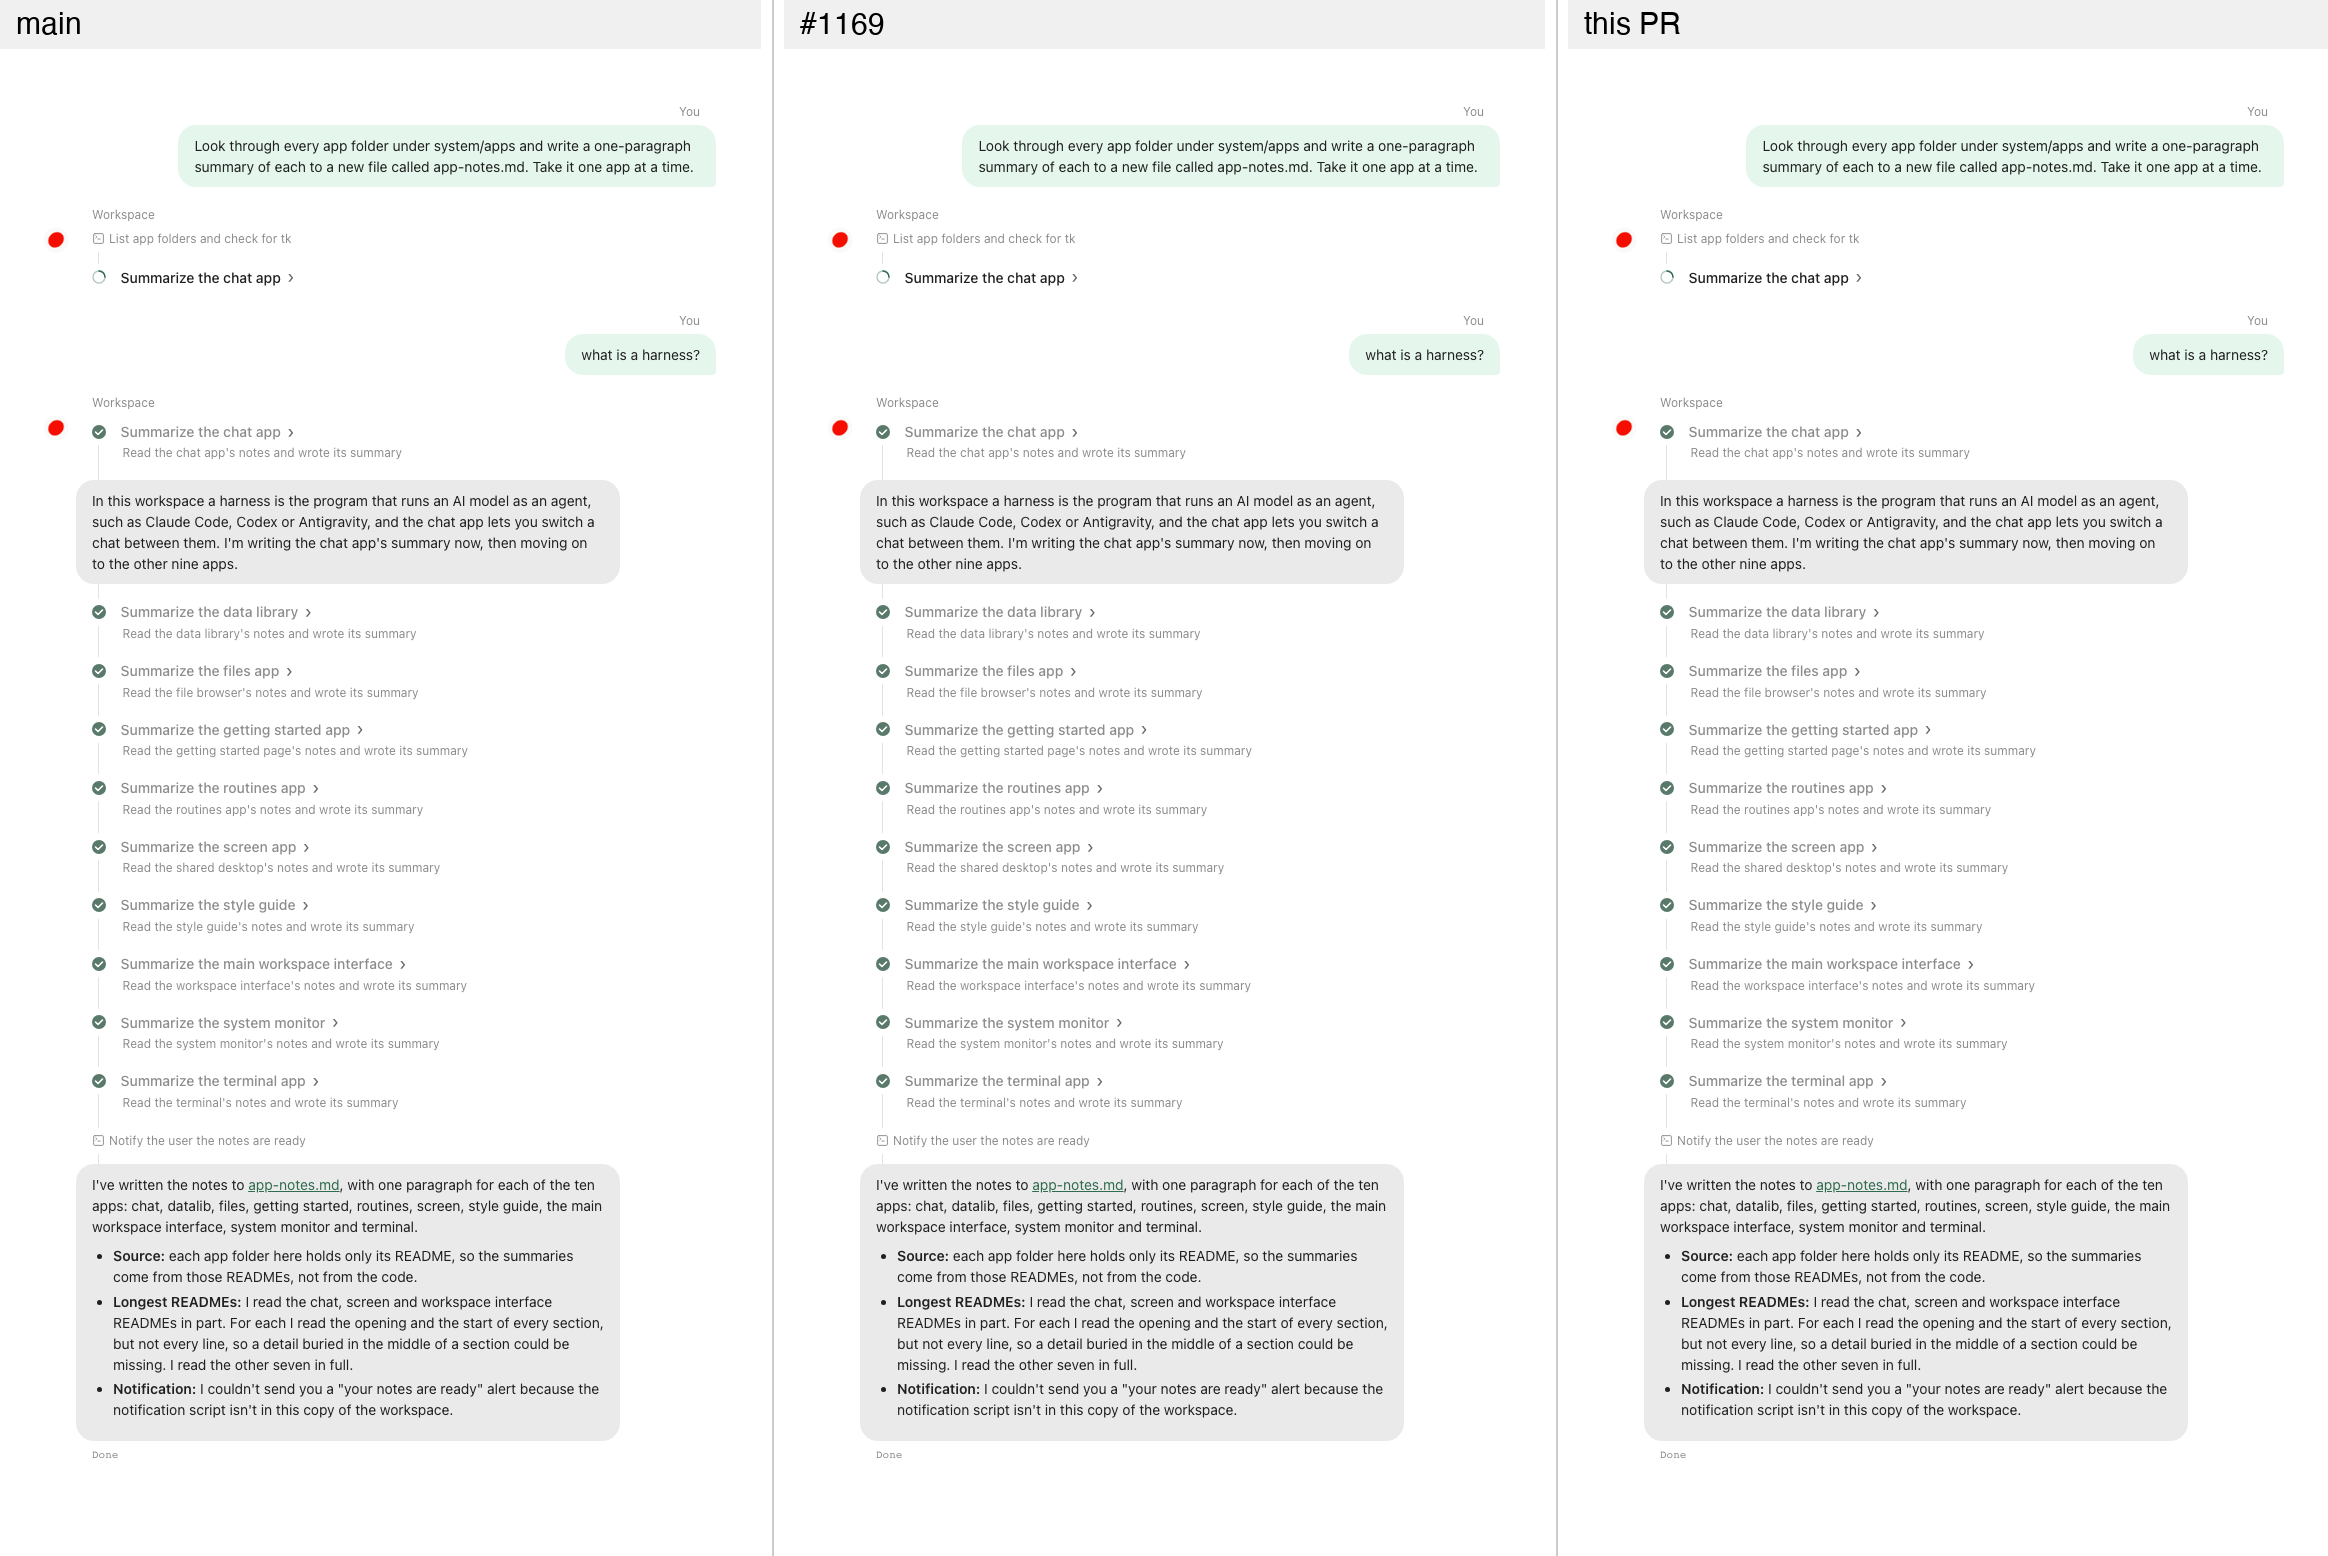 main
You
Look through every app folder under system/apps and write a one-paragraph
summary of each to a new file called app-notes.md. Take it one app at a time.
Workspace
List app folders and check for tk
Summarize the chat app
You
what is a harness?
Workspace
Summarize the chat app
Read the chat app's notes and wrote its summary
In this workspace a harness is the program that runs an AI model as an agent,
such as Claude Code, Codex or Antigravity, and the chat app lets you switch a
chat between them. I'm writing the chat app's summary now, then moving on
to the other nine apps.
Summarize the data library
Read the data library's notes and wrote its summary
Summarize the files app
Read the file browser's notes and wrote its summary
Summarize the getting started app
Read the getting started page's notes and wrote its summary
Summarize the routines app
Read the routines app's notes and wrote its summary
Summarize the screen app
Read the shared desktop's notes and wrote its summary
Summarize the style guide
Read the style guide's notes and wrote its summary
Summarize the main workspace interface
Read the workspace interface's notes and wrote its summary
Summarize the system monitor
Read the system monitor's notes and wrote its summary
Summarize the terminal app
Read the terminal's notes and wrote its summary
Notify the user the notes are ready
I've written the notes to app-notes.md, with one paragraph for each of the ten
apps: chat, datalib, files, getting started, routines, screen, style guide, the main
workspace interface, system monitor and terminal.
• Source: each app folder here holds only its README, so the summaries
come from those READMEs, not from the code.
• Longest READMEs: I read the chat, screen and workspace interface
READMEs in part. For each I read the opening and the start of every section,
but not every line, so a detail buried in the middle of a section could be
missing. I read the other seven in full.
• Notification: I couldn't send you a "your notes are ready" alert because the
notification script isn't in this copy of the workspace.
Done
#1169
You
Look through every app folder under system/apps and write a one-paragraph
summary of each to a new file called app-notes.md. Take it one app at a time.
Workspace
List app folders and check for tk
Summarize the chat app
You
what is a harness?
Workspace
Summarize the chat app
Read the chat app's notes and wrote its summary
In this workspace a harness is the program that runs an AI model as an agent,
such as Claude Code, Codex or Antigravity, and the chat app lets you switch a
chat between them. I'm writing the chat app's summary now, then moving on
to the other nine apps.
Summarize the data library
Read the data library's notes and wrote its summary
Summarize the files app
Read the file browser's notes and wrote its summary
Summarize the getting started app
Read the getting started page's notes and wrote its summary
Summarize the routines app
Read the routines app's notes and wrote its summary
Summarize the screen app
Read the shared desktop's notes and wrote its summary
Summarize the style guide
Read the style guide's notes and wrote its summary
Summarize the main workspace interface
Read the workspace interface's notes and wrote its summary
Summarize the system monitor
Read the system monitor's notes and wrote its summary
Summarize the terminal app
Read the terminal's notes and wrote its summary
Notify the user the notes are ready
I've written the notes to app-notes.md, with one paragraph for each of the ten
apps: chat, datalib, files, getting started, routines, screen, style guide, the main
workspace interface, system monitor and terminal.
• Source: each app folder here holds only its README, so the summaries
come from those READMEs, not from the code.
• Longest READMEs: I read the chat, screen and workspace interface
READMEs in part. For each I read the opening and the start of every section,
but not every line, so a detail buried in the middle of a section could be
missing. I read the other seven in full.
• Notification: I couldn't send you a "your notes are ready" alert because the
notification script isn't in this copy of the workspace.
Done
this PR
You
Look through every app folder under system/apps and write a one-paragraph
summary of each to a new file called app-notes.md. Take it one app at a time.
Workspace
List app folders and check for tk
Summarize the chat app
You
what is a harness?
Workspace
Summarize the chat app
Read the chat app's notes and wrote its summary
In this workspace a harness is the program that runs an AI model as an agent,
such as Claude Code, Codex or Antigravity, and the chat app lets you switch a
chat between them. I'm writing the chat app's summary now, then moving on
to the other nine apps.
Summarize the data library
Read the data library's notes and wrote its summary
Summarize the files app
Read the file browser's notes and wrote its summary
Summarize the getting started app
Read the getting started page's notes and wrote its summary
Summarize the routines app
Read the routines app's notes and wrote its summary
Summarize the screen app
Read the shared desktop's notes and wrote its summary
Summarize the style guide
Read the style guide's notes and wrote its summary
Summarize the main workspace interface
Read the workspace interface's notes and wrote its summary
Summarize the system monitor
Read the system monitor's notes and wrote its summary
Summarize the terminal app
Read the terminal's notes and wrote its summary
Notify the user the notes are ready
I've written the notes to app-notes.md, with one paragraph for each of the ten
apps: chat, datalib, files, getting started, routines, screen, style guide, the main
workspace interface, system monitor and terminal.
• Source: each app folder here holds only its README, so the summaries
come from those READMEs, not from the code.
• Longest READMEs: I read the chat, screen and workspace interface
READMEs in part. For each I read the opening and the start of every section,
but not every line, so a detail buried in the middle of a section could be
missing. I read the other seven in full.
• Notification: I couldn't send you a "your notes are ready" alert because the
notification script isn't in this copy of the workspace.
Done